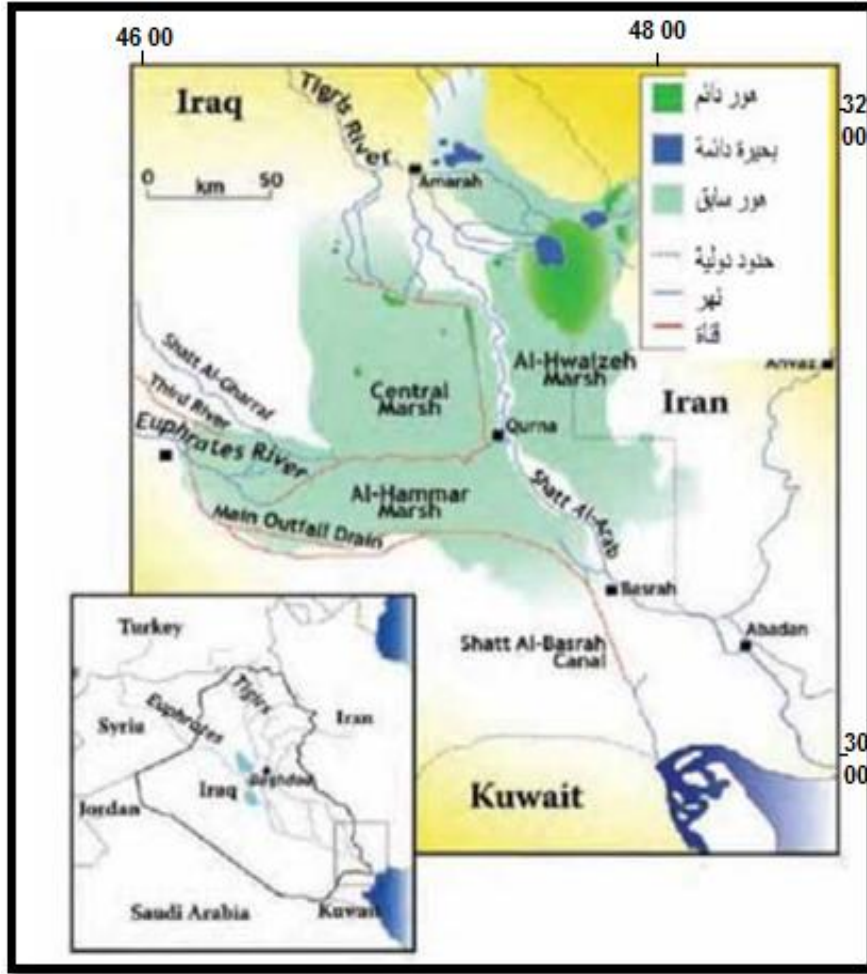 46 00
48 00
32
00
Iraq
Tigris River
هور دائم
بحيرة دائمة
هور سابق
حدود دولية
نهر
قناة
0
50
km
Amarah
Shatt Al-Gharraf
Third River
Euphrates River
Central
Marsh
Al-Hwaizeh
Marsh
Ahvaz
Iran
Qurna
Al-Hammar
Marsh
Main Outfall Drain
Shatt Al-Arab
Basrah
Abadan
Shatt Al-Basrah
Canal
30
00
Kuwait
Turkey
Syria
Euphrates
Tigirs
Iran
Baghdad
Iraq
Jordan
Saudi Arabia
Kuwait